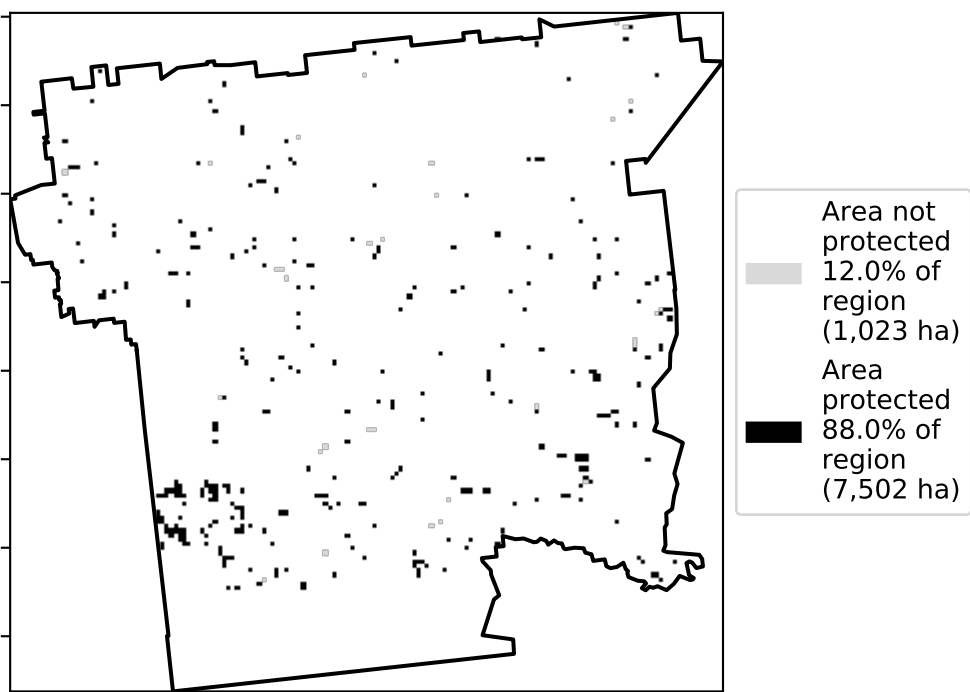 Area not
protected
12.0% of
region
(1,023 ha)
Area
protected
88.0% of
region
(7,502 ha)